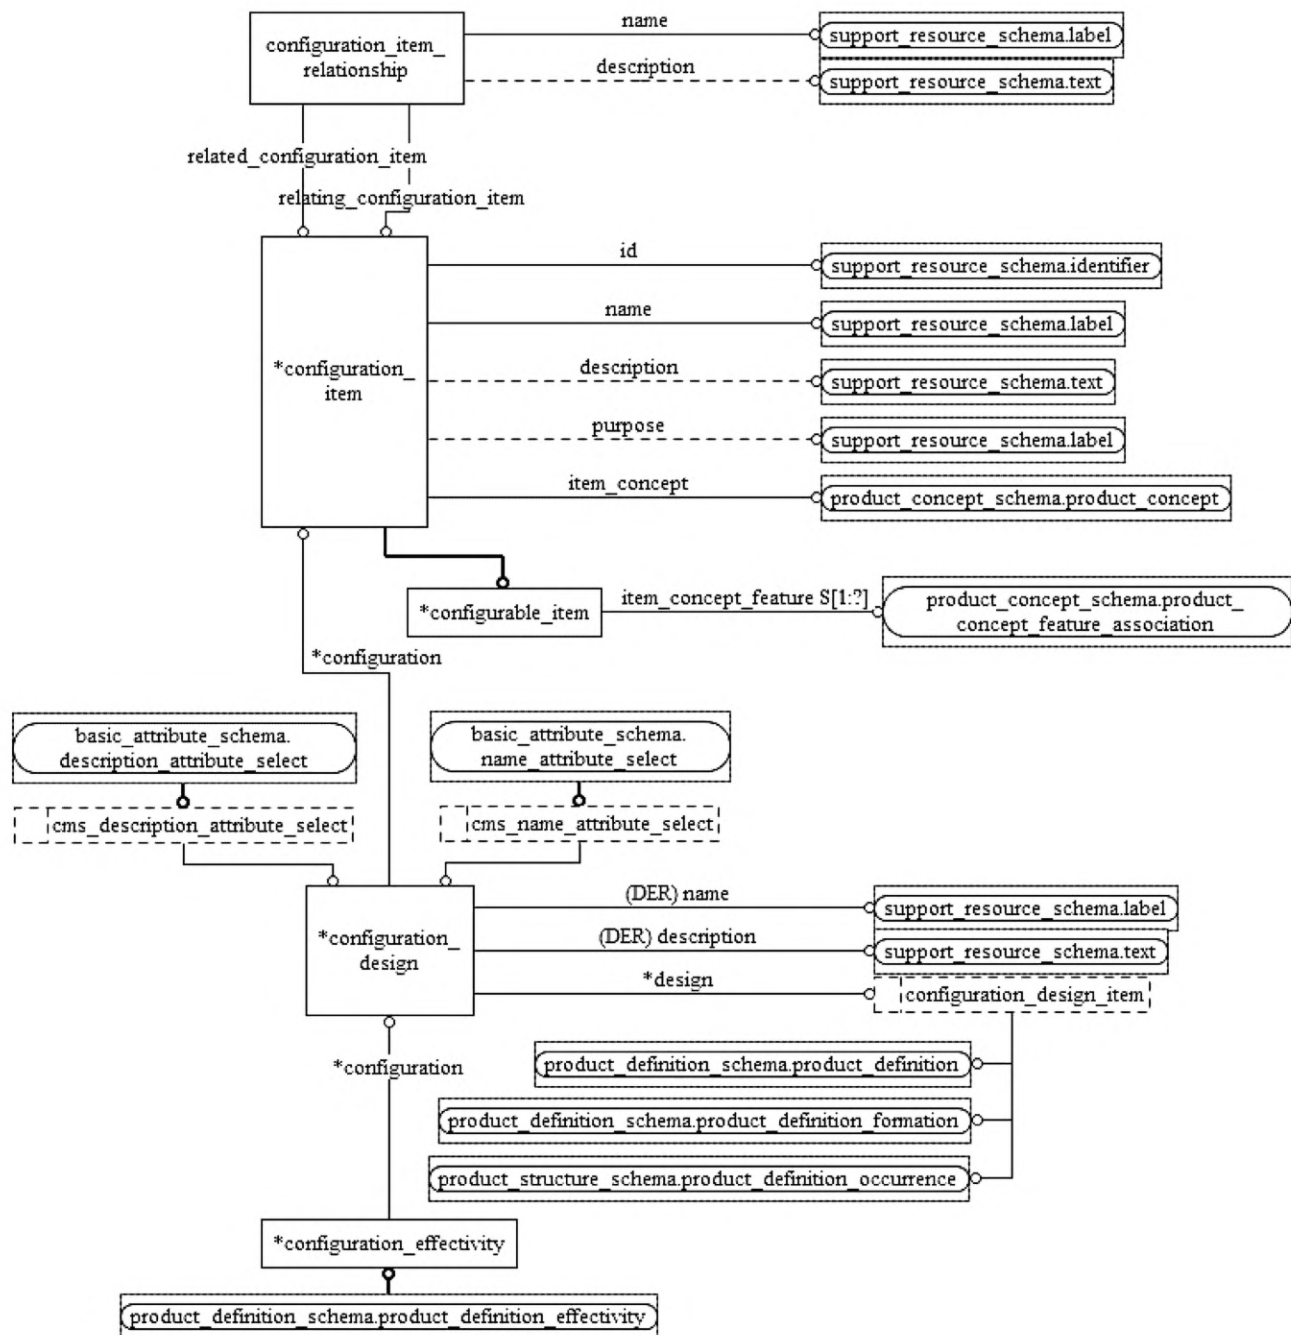 name
configuration_item_
relationship
support_resource_schema.label
description
support_resource_schema.text
related_configuration_item
relating_configuration_item
id
support_resource_schema.identifier
name
support_resource_schema.label
*configuration_
item
description
support_resource_schema.text
purpose
support_resource_schema.label
item_concept
product_concept_schema.product_concept
*configurable_item
item_concept_feature S[1:?]
product_concept_schema.product_
concept_feature_association
*configuration
basic_attribute_schema.
description_attribute_select
basic_attribute_schema.
name_attribute_select
cms_description_attribute_select
cms_name_attribute_select
*configuration_
design
(DER) name
support_resource_schema.label
(DER) description
support_resource_schema.text
*design
configuration_design_item
*configuration
product_definition_schema.product_definition
product_definition_schema.product_definition_formation
product_structure_schema.product_definition_occurrence
*configuration_effectivity
product_definition_schema.product_definition_effectivity